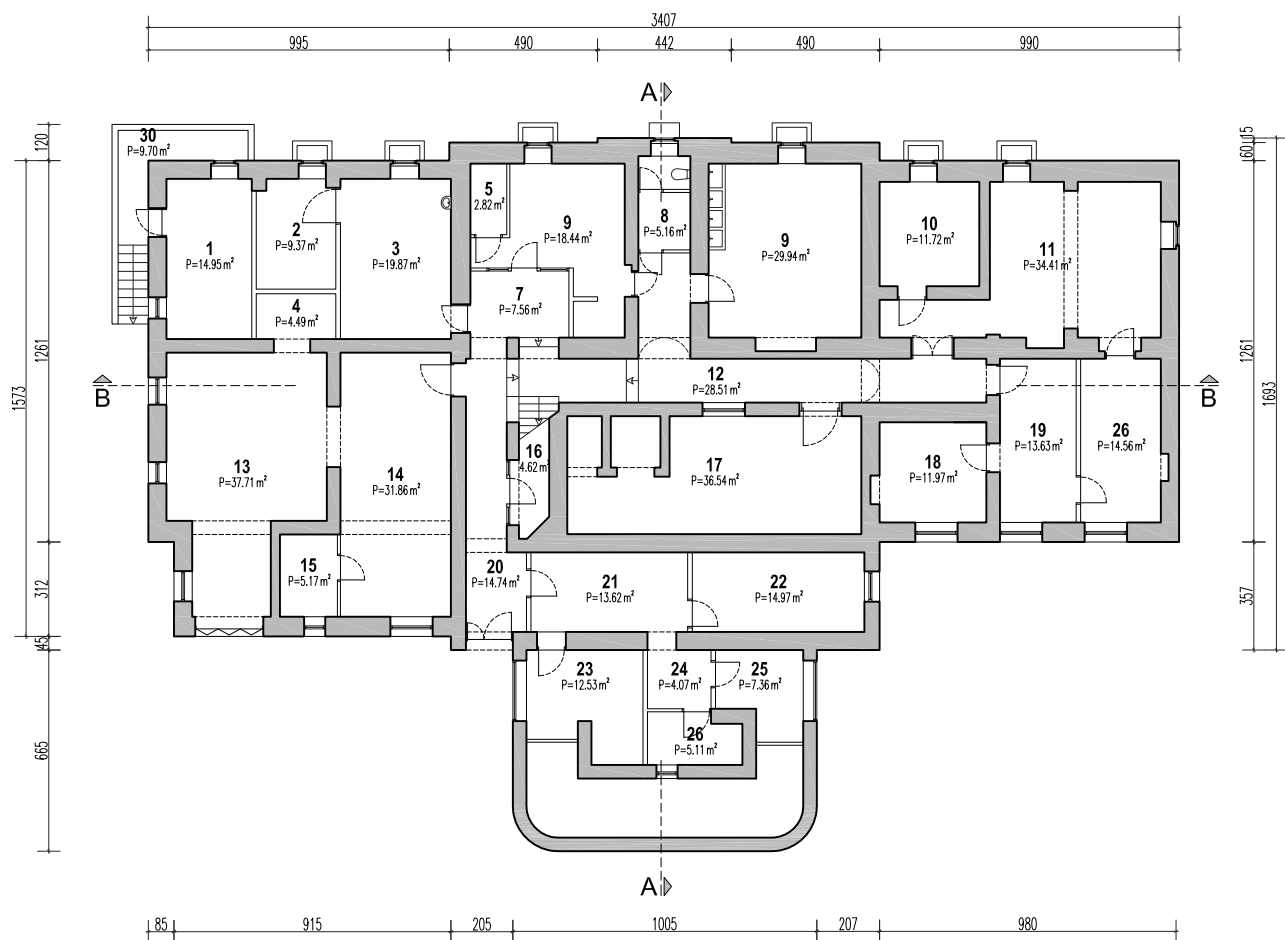 3407
995
490
442
490
990
A
120
15
60
30
P=9.70 m²
5
2.82 m²
2
P=9.37 m²
1
P=14.95 m²
3
P=19.87 m²
9
P=18.44 m²
8
P=5.16 m²
9
P=29.94 m²
10
P=11.72 m²
11
P=34.41 m²
4
P=4.49 m²
7
P=7.56 m²
1573
1261
1261
1693
B
12
P=28.51 m²
B
13
P=37.71 m²
14
P=31.86 m²
16
4.62 m²
17
P=36.54 m²
18
P=11.97 m²
19
P=13.63 m²
26
P=14.56 m²
15
P=5.17 m²
20
P=14.74 m²
21
P=13.62 m²
22
P=14.97 m²
312
357
45
23
P=12.53 m²
24
P=4.07 m²
25
P=7.36 m²
26
P=5.11 m²
665
A
85
915
205
1005
207
980